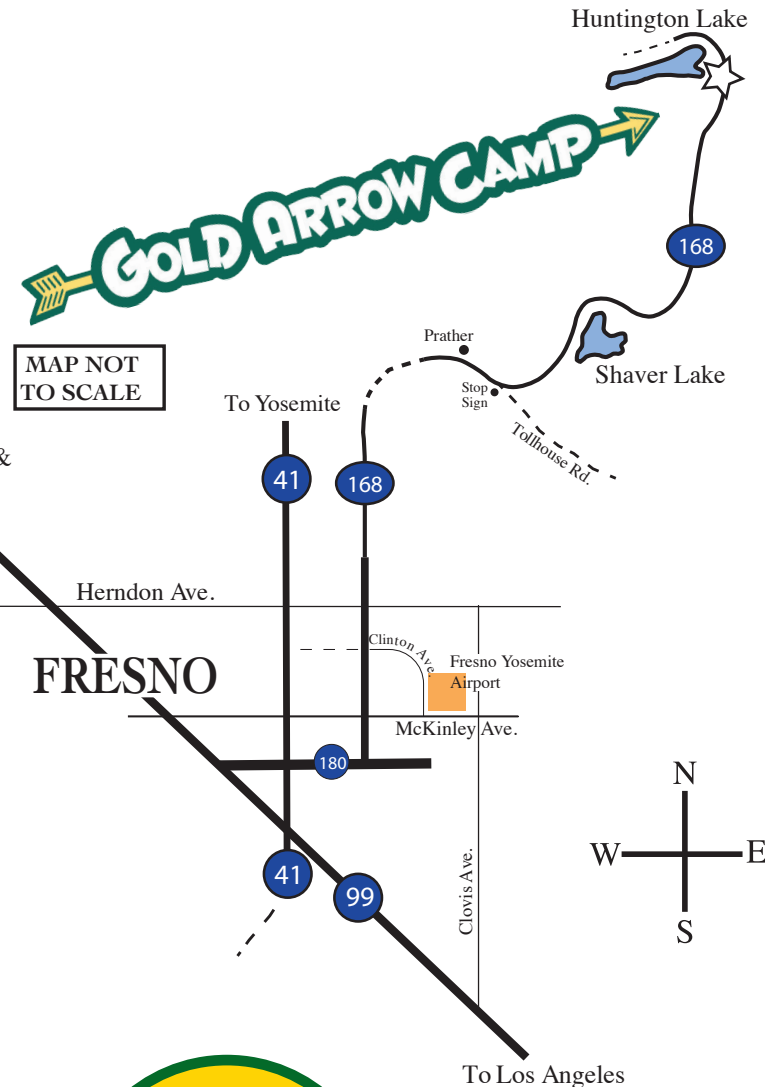 Huntington Lake
GOLD ARROW CAMP
168
Prather
Shaver Lake
MAP NOT
TO SCALE
Stop
Sign
To Yosemite
Tollhouse Rd.
&
41
168
Herndon Ave.
Clinton Ave.
Fresno Yosemite
Airport
FRESNO
McKinley Ave.
180
N
W
E
S
41
99
Clovis Ave.
To Los Angeles